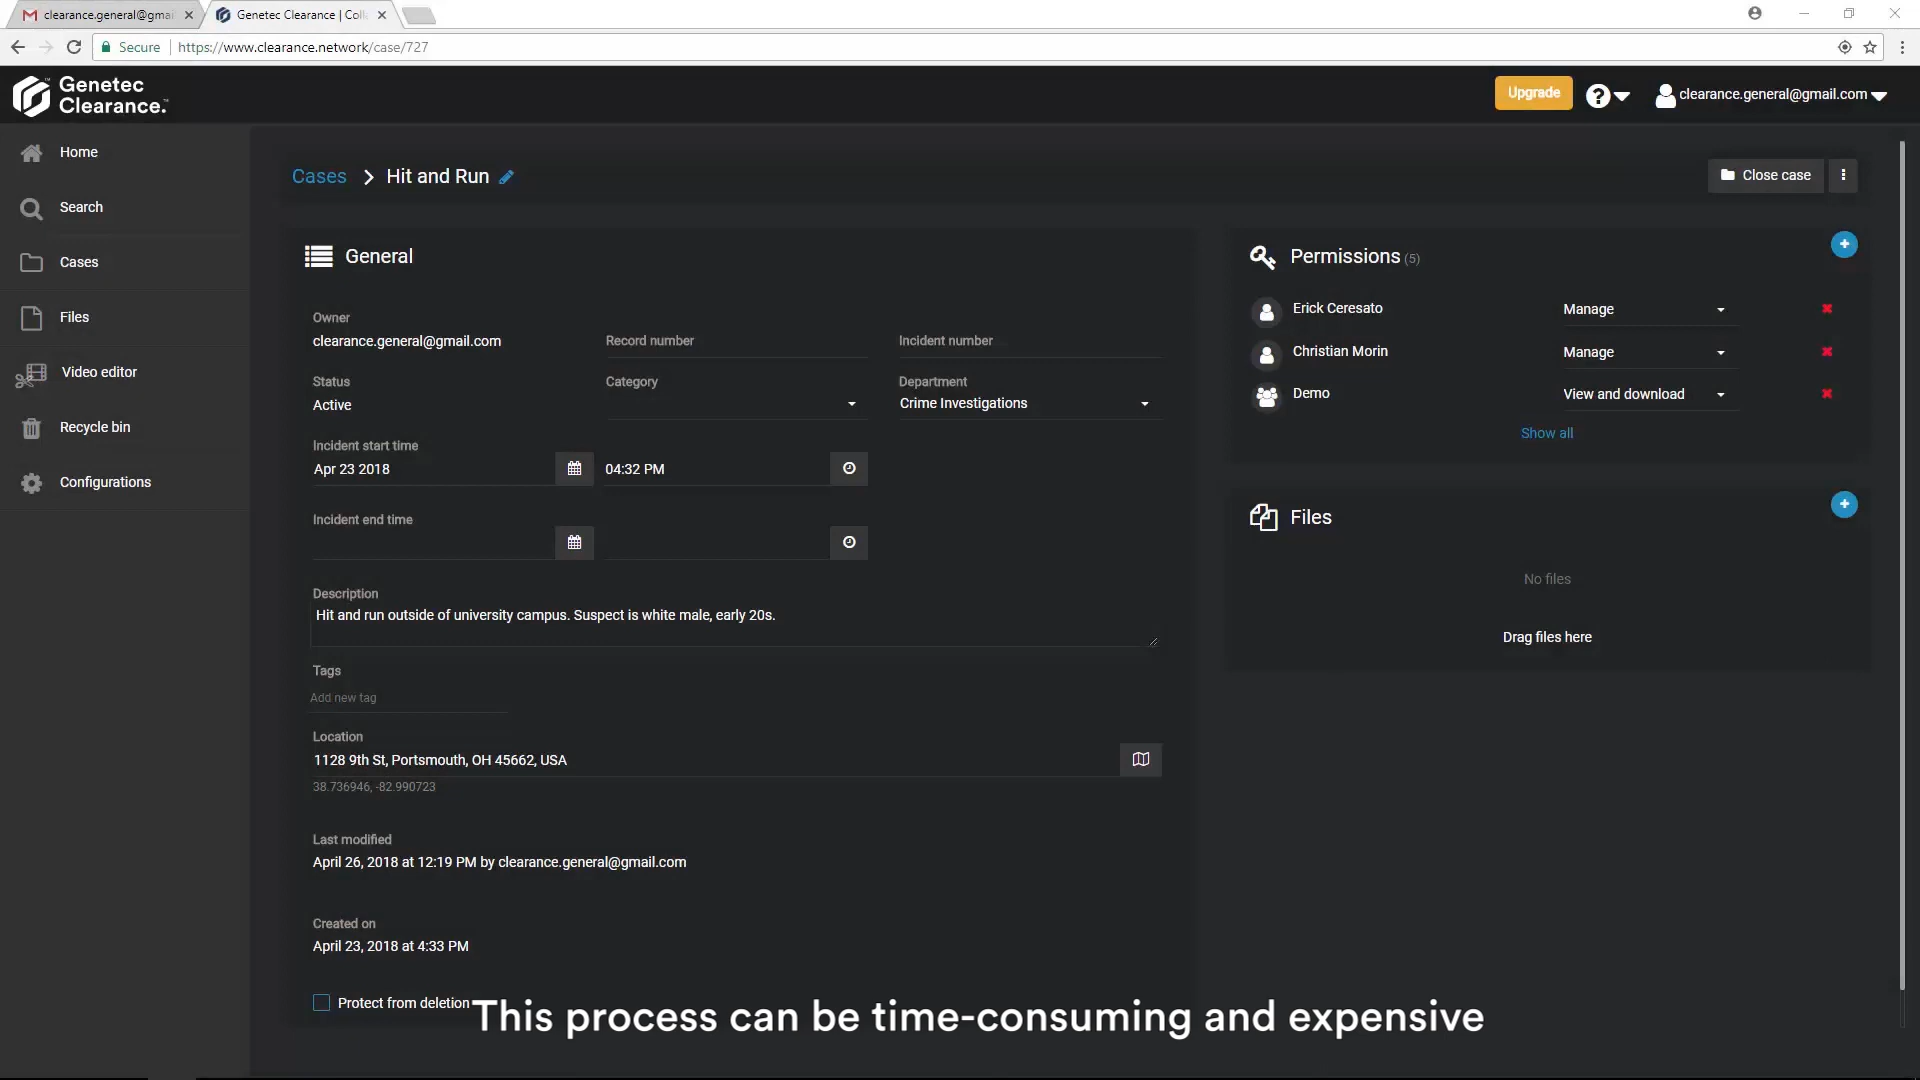 clearance.general@gmai
Genetec Clearance | Coll
Secure
https://www.clearance.network/case/727
Genetec
Clearance.™
Upgrade
clearance.general@gmail.com
Home
Search
Cases
Files
Video editor
Recycle bin
Configurations
Cases
Hit and Run
Close case
General
Owner
clearance.general@gmail.com
Record number
Incident number
Status
Active
Category
Department
Crime Investigations
Incident start time
Apr 23 2018
04:32 PM
Incident end time
Description
Hit and run outside of university campus. Suspect is white male, early 20s.
Tags
Add new tag
Location
1128 9th St, Portsmouth, OH 45662, USA
38.736946, -82.990723
Last modified
April 26, 2018 at 12:19 PM by clearance.general@gmail.com
Created on
April 23, 2018 at 4:33 PM
Protect from deletion
Permissions (5)
Erick Ceresato
Manage
Christian Morin
Manage
Demo
View and download
Show all
Files
No files
Drag files here
This process can be time-consuming and expensive